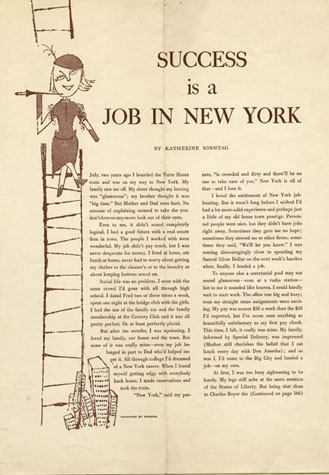 SUCCESS
is a
JOB IN NEW YORK
BY KATHERINE SONNTAG
July, two years ago I boarded the Terre Haute
train and was on my way to New York. My
family saw me off. My sister thought my leaving
was "glamorous"; my brother thought it was
"big time." But Mother and Dad were hurt. No
amount of explaining seemed to take the you-
don't-love-us-any-more look out of their eyes.
Even to me, it didn't sound completely
logical. I had a good future with a real estate
firm in town. The people I worked with were
wonderful. My job didn't pay much, but I was
never desperate for money. I lived at home, ate
lunch at home, never had to worry about getting
my clothes to the cleaner's or to the laundry or
about keeping buttons sewed on.
Social life was no problem. I went with the
same crowd I'd gone with all through high
school. I dated Fred two or three times a week,
spent one night at the bridge club with the girls.
I had the use of the family car and the family
membership at the Country Club and it was all
pretty perfect. Or at least perfectly placid.
But after two months, I was squirming. I
loved my family, our home and the town. But
none of it was really mine—even my job be-
longed in part to Dad who'd helped me
get it. All through college I'd dreamed
of a New York career. When I found
myself getting edgy with everybody
back home, I made reservations and
took the train.
"New York," said my par-
ents, "is crowded and dirty and there'll be no
one to take care of you." New York is all of
that—and I love it.
I loved the excitement of New York job-
hunting. But it wasn't long before I wished I'd
had a lot more solid experience and perhaps just
a little of my old home town prestige. Person-
nel people were nice, but they didn't have jobs
right away. Sometimes they gave me no hope;
sometimes they steered me to other firms; some-
times they said, "We'll let you know." I was
coming discouragingly close to spending my
Sacred Silver Dollar on the next week's lunches
when, finally, I landed a job.
To anyone else a secretarial pool may not
sound glamorous—even at a radio station—
but to me it sounded like heaven. I could hardly
wait to start work. The office was big and busy;
even my straight steno assignments were excit-
ing. My pay was nearer $30 a week than the $50
I'd expected, but I've never seen anything so
beautifully satisfactory as my first pay check.
This time, I felt, it really was mine. My family,
informed by Special Delivery, was impressed
(Mother still cherishes the belief that I eat
lunch every day with Don Ameche); and so
was I. I'd come to the Big City and landed a
job—on my own.
At first, I was too busy sightseeing to be
lonely. My legs still ache at the mere mention
of the Statue of Liberty. But being that close
to Charles Boyer the (Continued on page 166)